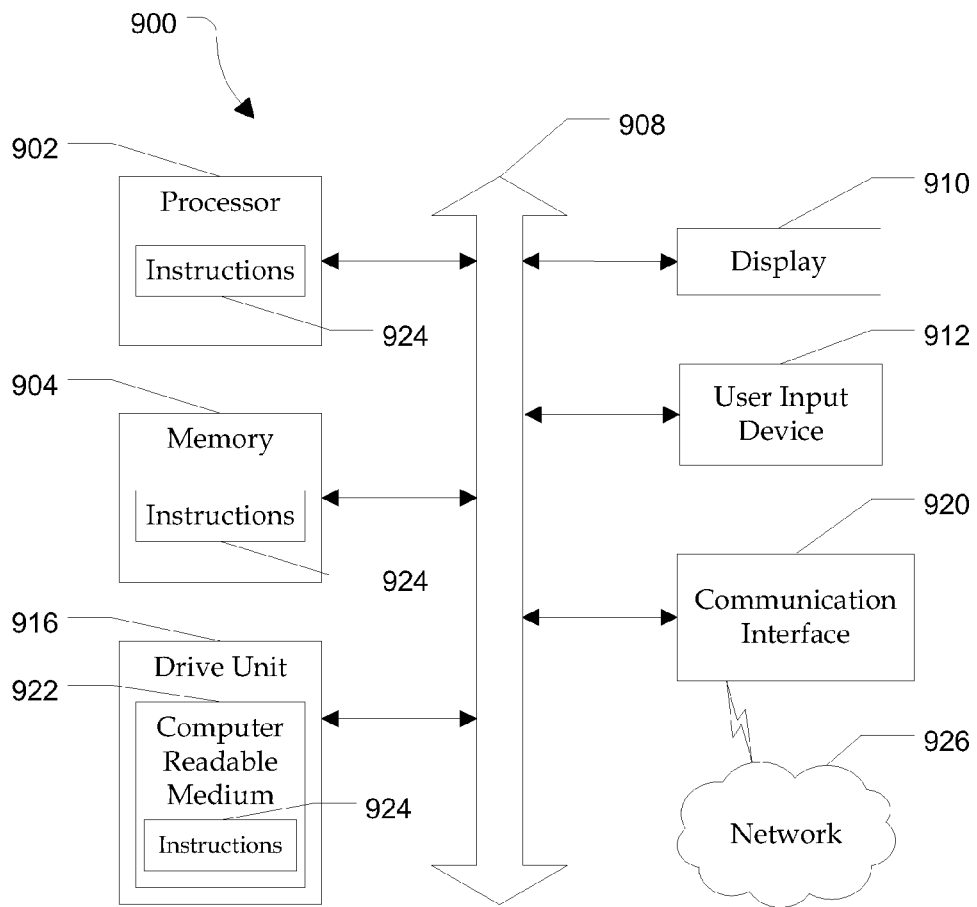 900
908
902
Processor
Instructions
924
910
Display
912
User Input
Device
904
Memory
Instructions
924
920
Communication
Interface
916
Drive Unit
922
Computer
Readable
Medium
924
Instructions
926
Network